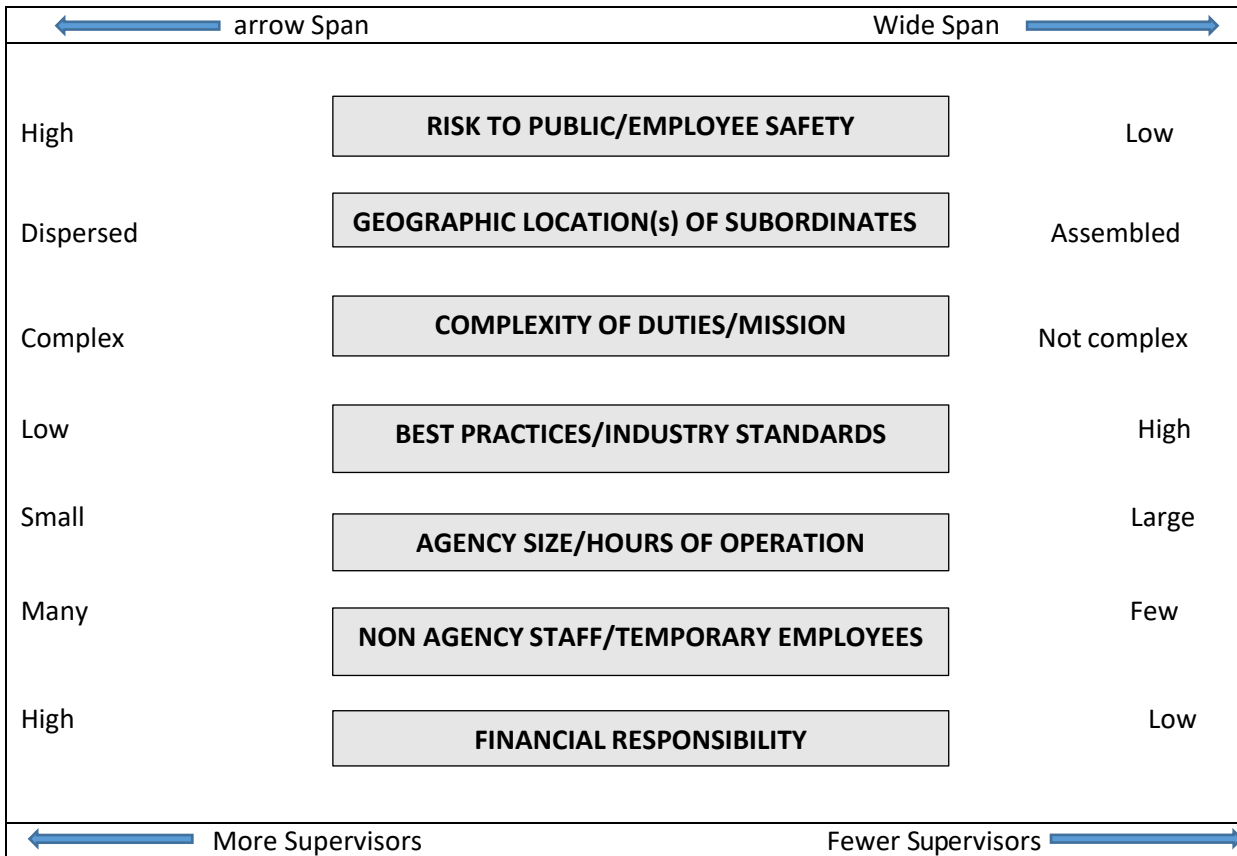 arrow Span Wide Span
High RISK TO PUBLIC/EMPLOYEE SAFETY Low
Dispersed GEOGRAPHIC LOCATION(s) OF SUBORDINATES Assembled
Complex COMPLEXITY OF DUTIES/MISSION Not complex
Low BEST PRACTICES/INDUSTRY STANDARDS High
Small AGENCY SIZE/HOURS OF OPERATION Large
Many NON AGENCY STAFF/TEMPORARY EMPLOYEES Few
High FINANCIAL RESPONSIBILITY Low
More Supervisors Fewer Supervisors